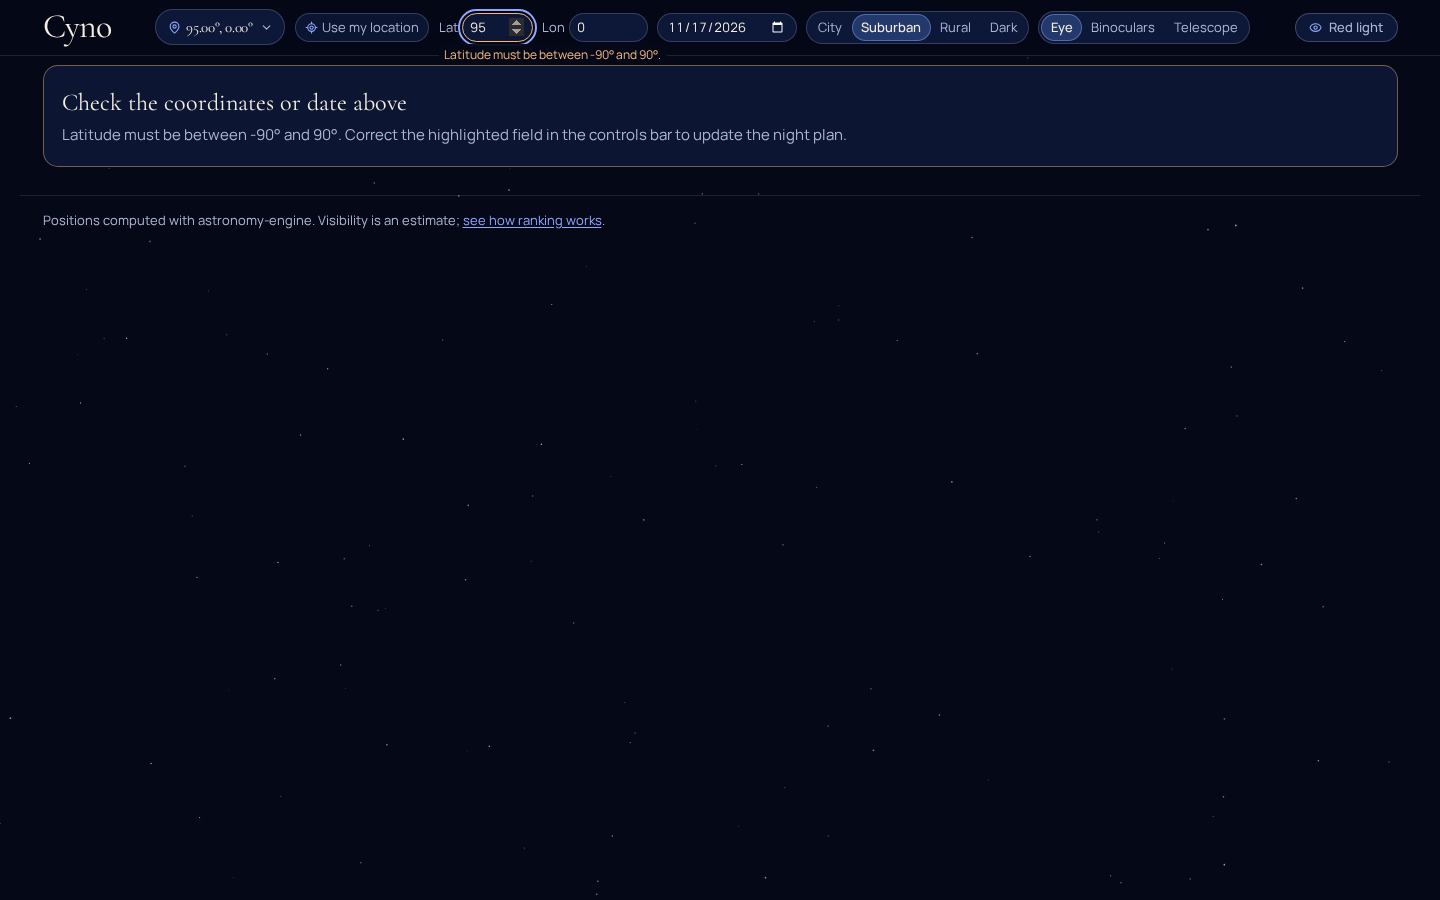 Cyno 95.00°, 0.00° Use my location Lat 95 Lon 0 11/17/2026 City Suburban Rural Dark Eye Binoculars Telescope Red light
Latitude must be between -90° and 90°.
Check the coordinates or date above
Latitude must be between -90° and 90°. Correct the highlighted field in the controls bar to update the night plan.
Positions computed with astronomy-engine. Visibility is an estimate; see how ranking works.